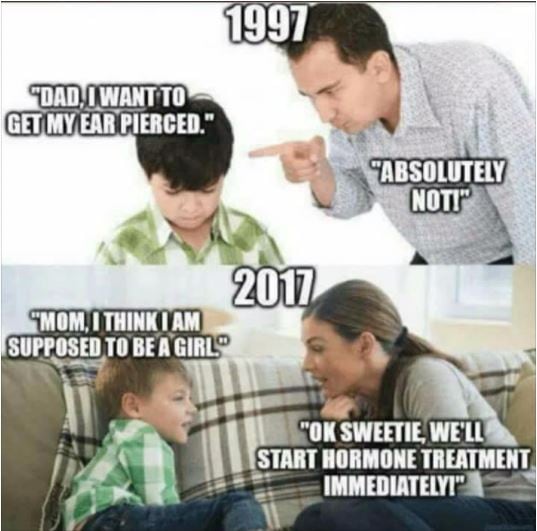 1997
"DAD, I WANT TO
GET MY EAR PIERCED."
"ABSOLUTELY
NOT!"
2017
"MOM, I THINK I AM
SUPPOSED TO BE A GIRL."
"OK SWEETIE, WE'LL
START HORMONE TREATMENT
IMMEDIATELY!"